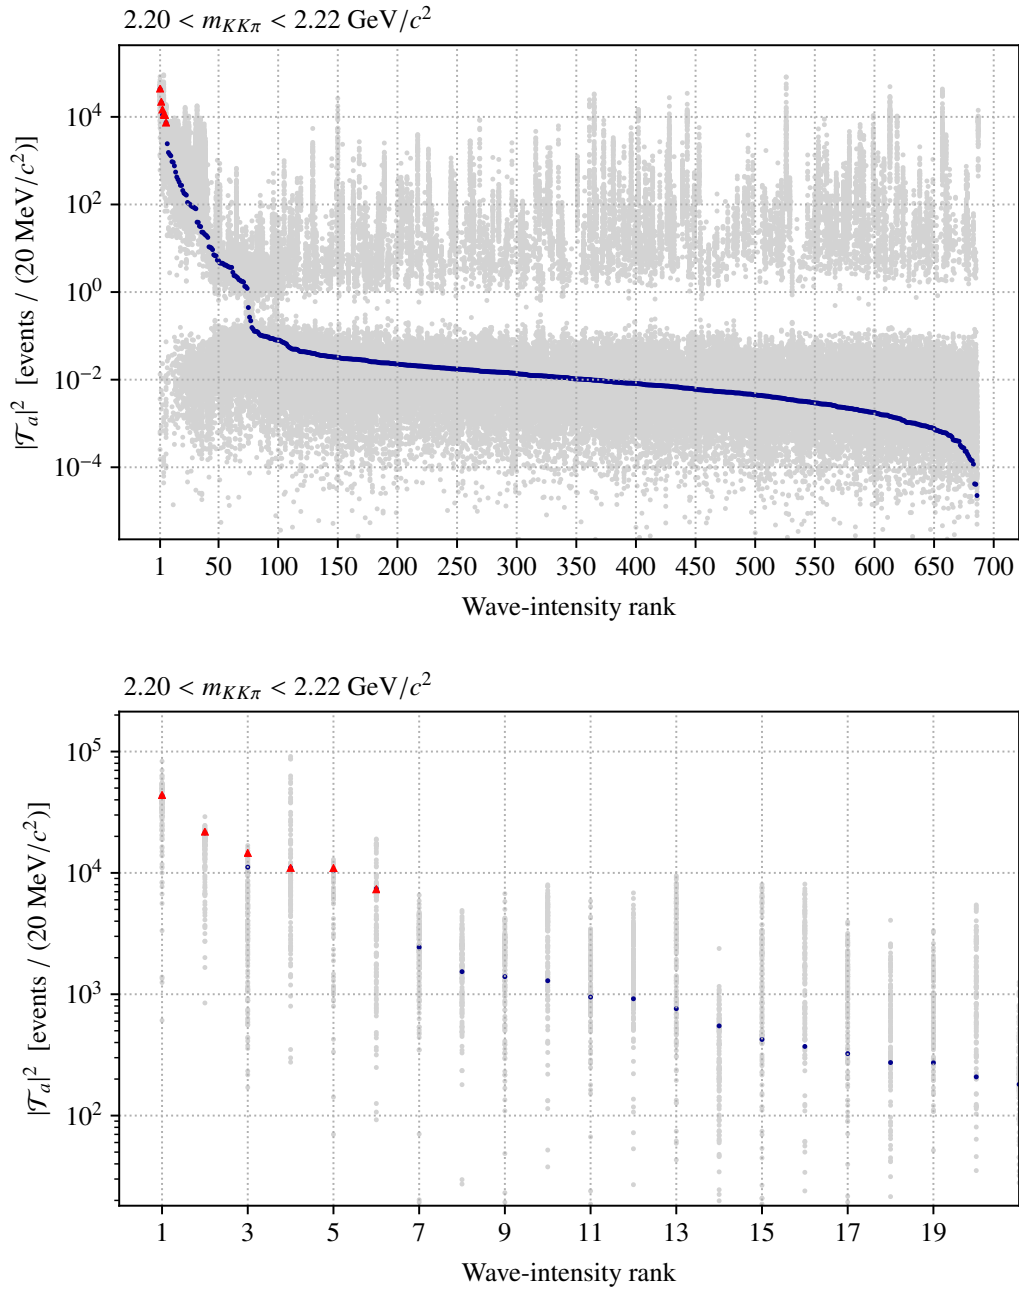 2.20 < m_{KKπ} < 2.22 GeV/c²
10⁴
10²
10⁰
10⁻²
10⁻⁴
|𝒯ₐ|² [events / (20 MeV/c²)]
1 50 100 150 200 250 300 350 400 450 500 550 600 650 700
Wave-intensity rank
2.20 < m_{KKπ} < 2.22 GeV/c²
10⁵
10⁴
10³
10²
|𝒯ₐ|² [events / (20 MeV/c²)]
1 3 5 7 9 11 13 15 17 19
Wave-intensity rank